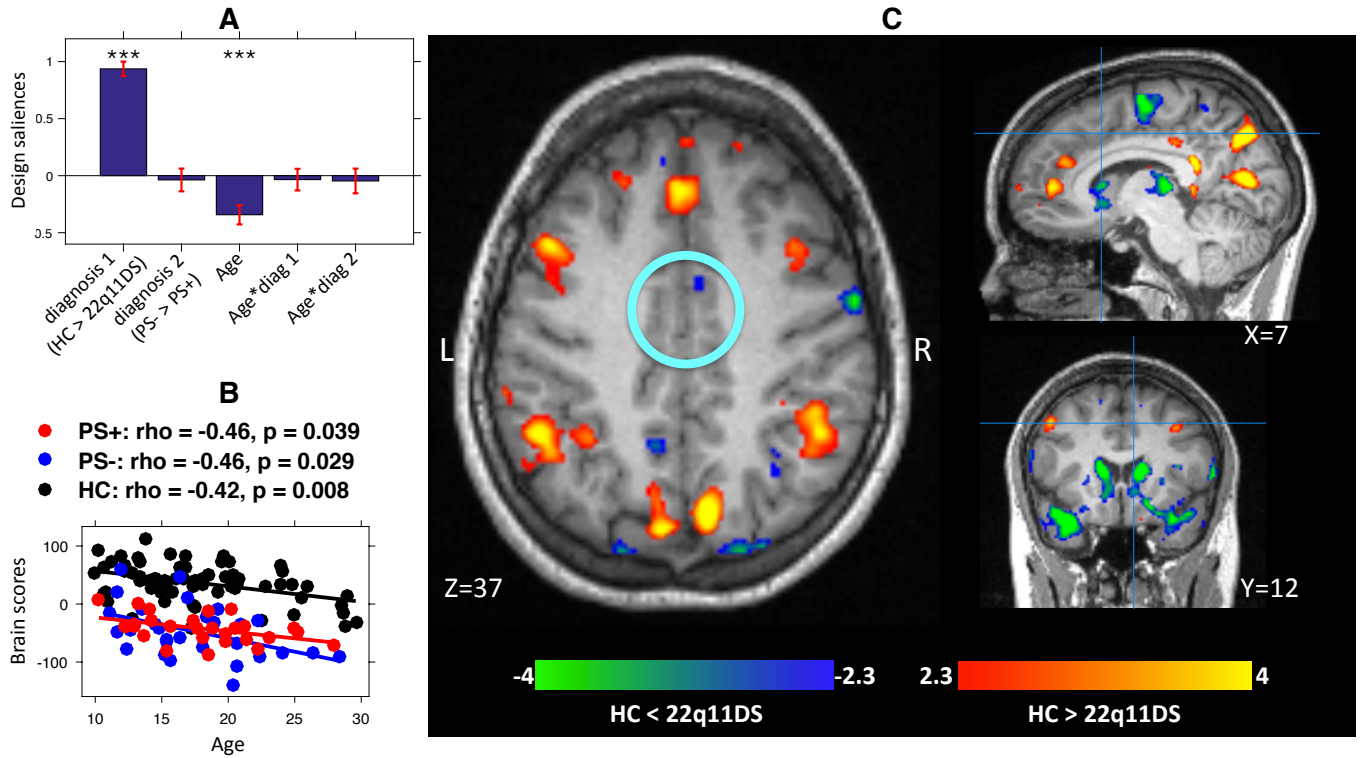 A
Design saliences
***
***
1
0.5
0
0.5
diagnosis 1
(HC > 22q11DS)
diagnosis 2
(PS- > PS+)
Age
Age*diag 1
Age*diag 2
B
PS+: rho = -0.46, p = 0.039
PS-: rho = -0.46, p = 0.029
HC: rho = -0.42, p = 0.008
Brain scores
100
0
-100
10
15
20
25
30
Age
C
L
R
Z=37
X=7
Y=12
-4
-2.3
HC < 22q11DS
2.3
4
HC > 22q11DS